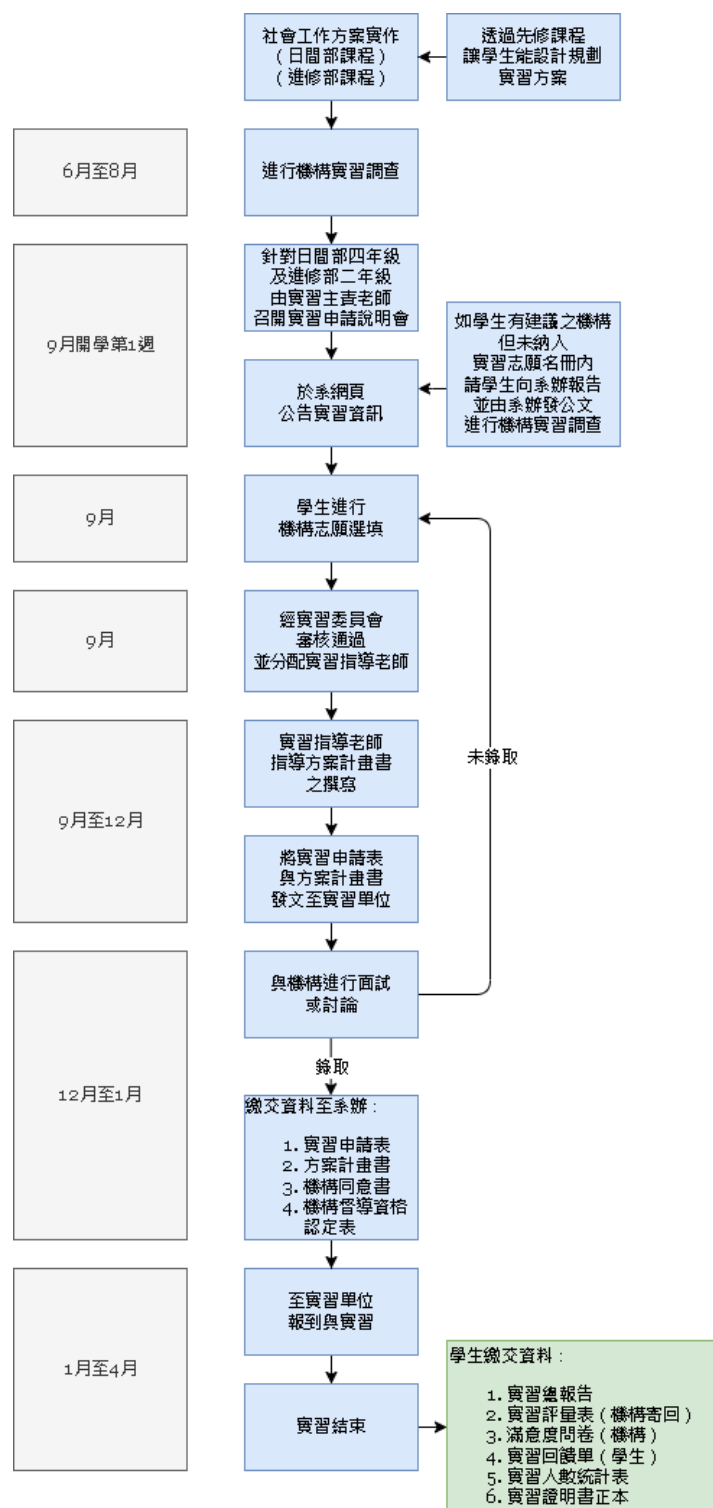 社會工作方案實作
(日間部課程)
(進修部課程)
透過先修課程
讓學生能設計規劃
實習方案
6月至8月
進行機構實習調查
9月開學第1週
針對日間部四年級
及進修部二年級
由實習主責老師
召開實習申請說明會
如學生有建議之機構
但未納入
實習志願名冊內
請學生向系辦報告
並由系辦發公文
進行機構實習調查
於系網頁
公告實習資訊
9月
學生進行
機構志願選填
9月
經實習委員會
審核通過
並分配實習指導老師
9月至12月
實習指導老師
指導方案計畫書
之撰寫
未錄取
將實習申請表
與方案計畫書
發文至實習單位
12月至1月
與機構進行面試
或討論
錄取
繳交資料至系辦:
1. 實習申請表
2. 方案計畫書
3. 機構同意書
4. 機構督導資格
認定表
1月至4月
至實習單位
報到與實習
實習結束
學生繳交資料:
1. 實習總報告
2. 實習評量表(機構寄回)
3. 滿意度問卷(機構)
4. 實習回饋單(學生)
5. 實習人數統計表
6. 實習證明書正本